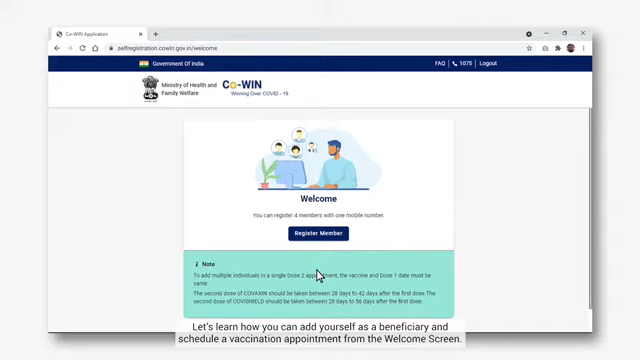 Co-WIN Application
selfregistration.cowin.gov.in/welcome
Government Of India
FAQ 1075 Logout
Ministry of Health and
Family Welfare
Co-WIN
Winning Over COVID - 19
Welcome
You can register 4 members with one mobile number.
Register Member
Note
To add multiple individuals in a single Dose 2 appointment, the vaccine and Dose 1 date must be
same.
The second dose of COVAXIN should be taken between 28 days to 42 days after the first dose. The
second dose of COVISHIELD should be taken between 28 days to 56 days after the first dose.
Let's learn how you can add yourself as a beneficiary and
schedule a vaccination appointment from the Welcome Screen.